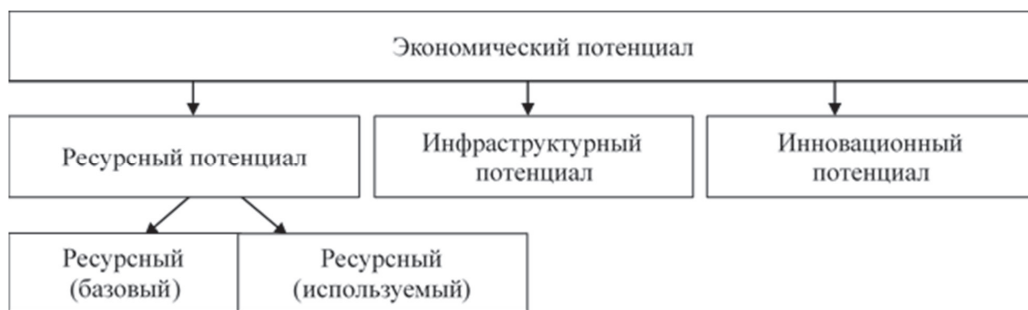 Экономический потенциал
Ресурсный потенциал
Инфраструктурный
потенциал
Инновационный
потенциал
Ресурсный
(базовый)
Ресурсный
(используемый)